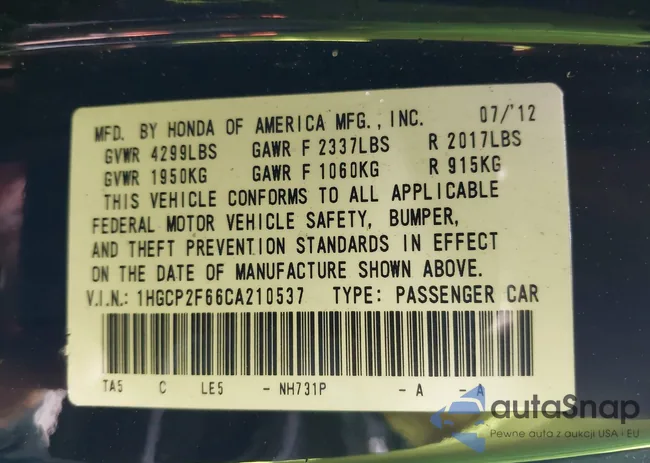 MFD. BY HONDA OF AMERICA MFG., INC. 07/'12
GVWR 4299LBS GAWR F 2337LBS R 2017LBS
GVWR 1950KG GAWR F 1060KG R 915KG
THIS VEHICLE CONFORMS TO ALL APPLICABLE
FEDERAL MOTOR VEHICLE SAFETY, BUMPER,
AND THEFT PREVENTION STANDARDS IN EFFECT
ON THE DATE OF MANUFACTURE SHOWN ABOVE.
V.I.N.: 1HGCP2F66CA210537 TYPE: PASSENGER CAR
TA5 C LE5 - NH731P - A - A
autaSnap
Pewne auta z aukcji USA i EU